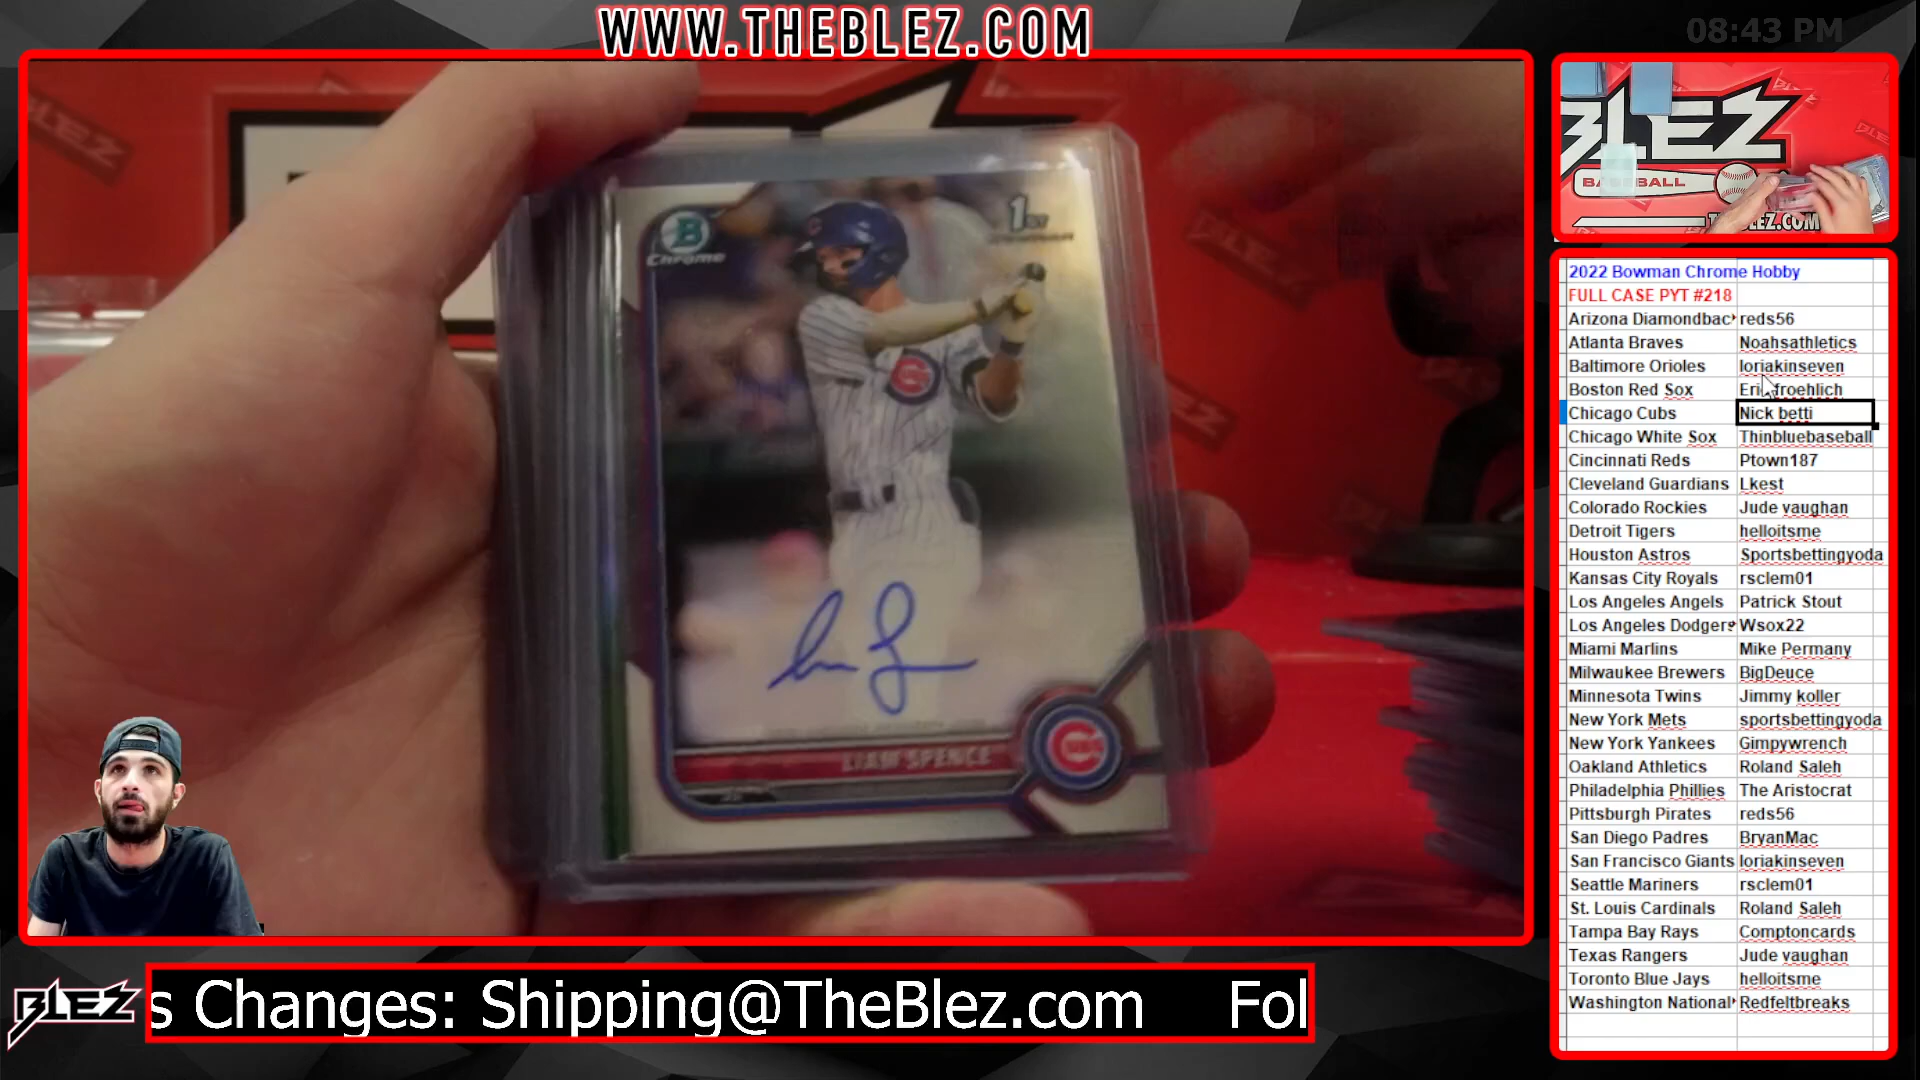 WWW.THEBLEZ.COM
08:43 PM
BLEZ
1ST
B
Chrome
LIAM SPENCE
BLEZ
BASEBALL
2022 Bowman Chrome Hobby
FULL CASE PYT #218
Arizona Diamondbac reds56
Atlanta Braves Noahsathletics
Baltimore Orioles loriakinseven
Boston Red Sox Eri froehlich
Chicago Cubs Nick betti
Chicago White Sox Thinbluebaseball
Cincinnati Reds Ptown187
Cleveland Guardians Lkest
Colorado Rockies Jude vaughan
Detroit Tigers helloitsme
Houston Astros Sportsbettingyoda
Kansas City Royals rsclem01
Los Angeles Angels Patrick Stout
Los Angeles Dodgers Wsox22
Miami Marlins Mike Permany
Milwaukee Brewers BigDeuce
Minnesota Twins Jimmy koller
New York Mets sportsbettingyoda
New York Yankees Gimpywrench
Oakland Athletics Roland Saleh
Philadelphia Phillies The Aristocrat
Pittsburgh Pirates reds56
San Diego Padres BryanMac
San Francisco Giants loriakinseven
Seattle Mariners rsclem01
St. Louis Cardinals Roland Saleh
Tampa Bay Rays Comptoncards
Texas Rangers Jude vaughan
Toronto Blue Jays helloitsme
Washington National Redfeltbreaks
BLEZ
s Changes: Shipping@TheBlez.com Fol